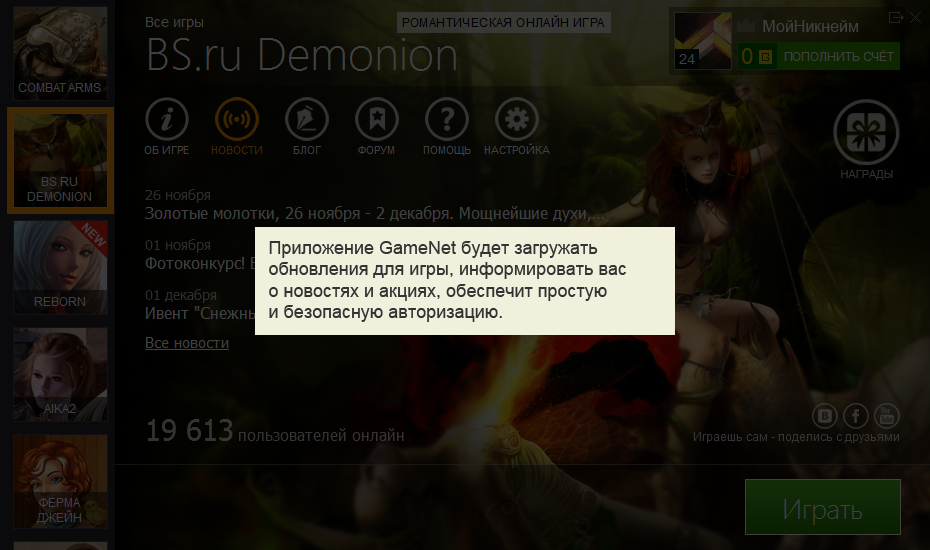 COMBAT ARMS
BS.RU
DEMONION
NEW
REBORN
AIKA2
ФЕРМА
ДЖЕЙН
Все игры
РОМАНТИЧЕСКАЯ ОНЛАЙН ИГРА
BS.ru Demonion
24
МойНикнейм
0 ПОПОЛНИТЬ СЧЁТ
ОБ ИГРЕ
НОВОСТИ
БЛОГ
ФОРУМ
ПОМОЩЬ
НАСТРОЙКА
НАГРАДЫ
26 ноября
Золотые молотки, 26 ноября - 2 декабря. Мощнейшие духи,...
01 ноября
Фотоконкурс!
01 декабря
Ивент "Снежны
Все новости
Приложение GameNet будет загружать
обновления для игры, информировать вас
о новостях и акциях, обеспечит простую
и безопасную авторизацию.
19 613 пользователей онлайн
You
Tube
Играешь сам - поделись с друзьями
Играть